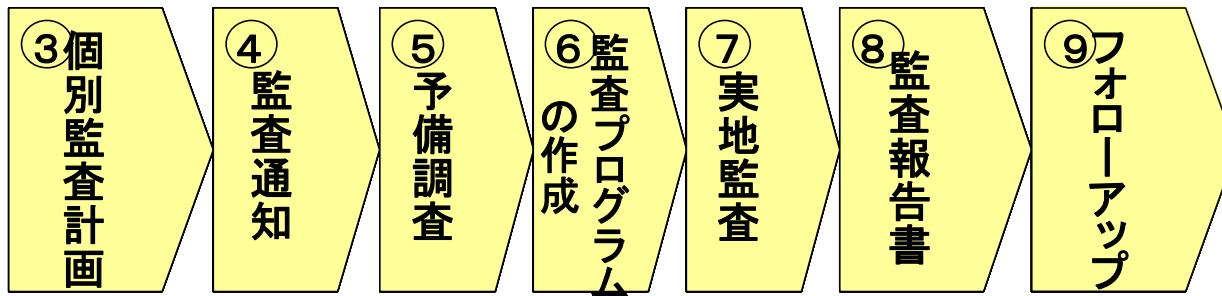 ③個別監査計画
④監査通知
⑤予備調査
⑥監査プログラム
の作成
⑦実地監査
⑧監査報告書
⑨フォローアップ